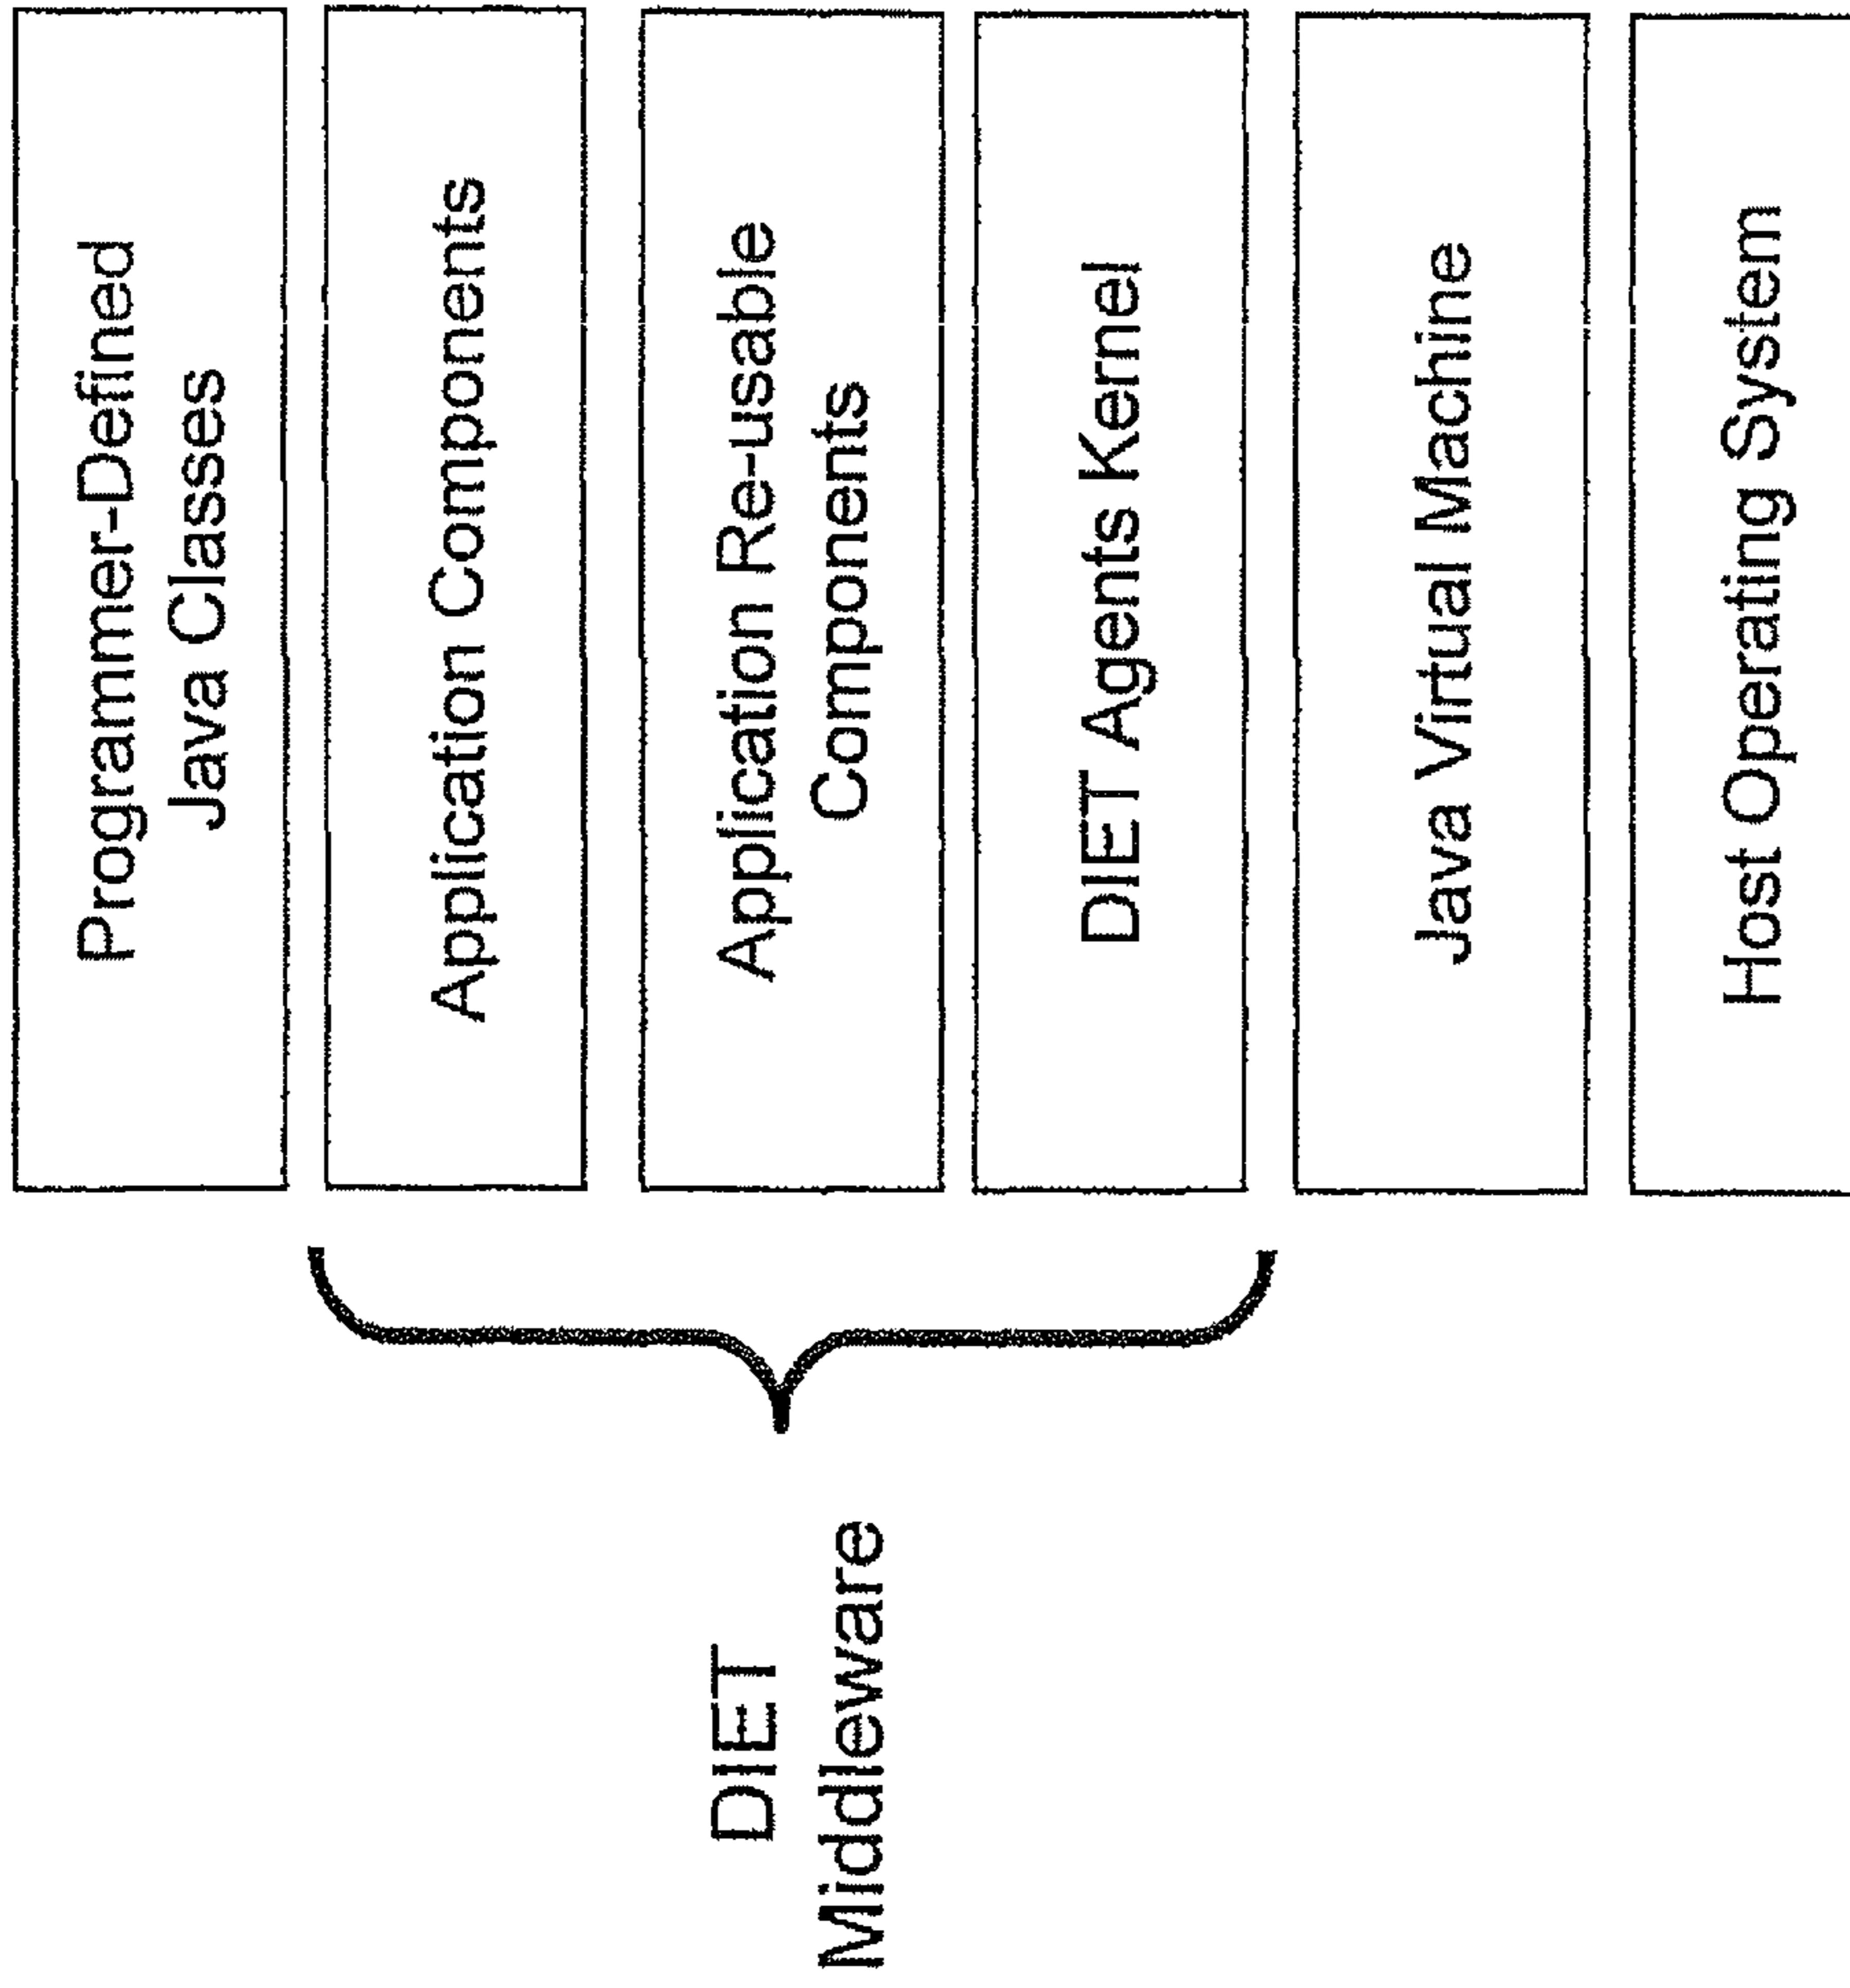 Programmer-Defined
Java Classes
Application Components
Application Re-usable
Components
DIET Agents Kernel
Java Virtual Machine
Host Operating System
DIET
Middleware